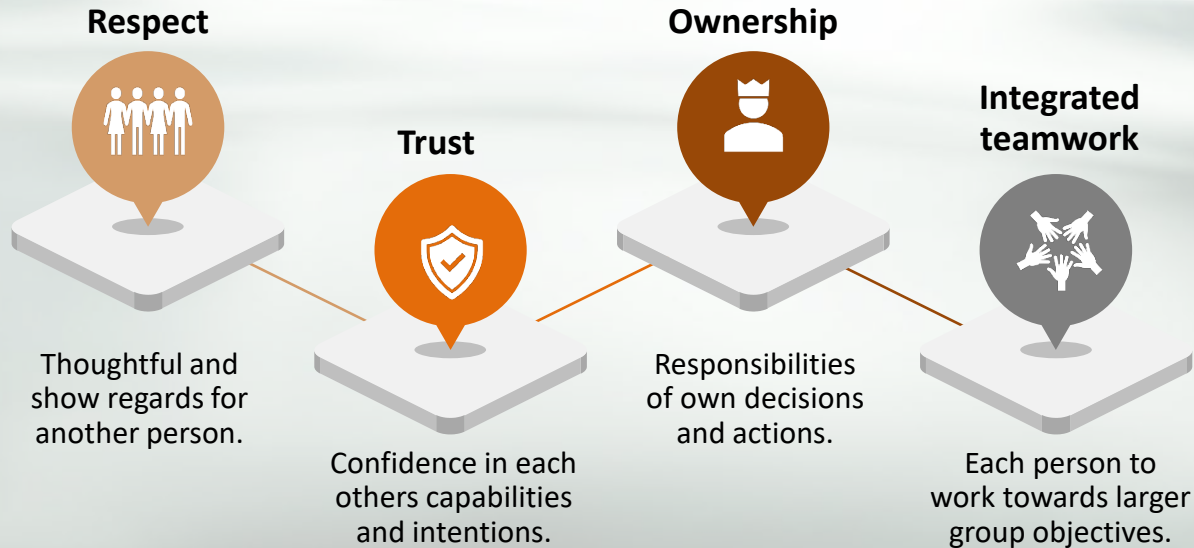 Respect
Thoughtful and
show regards for
another person.
Trust
Confidence in each
others capabilities
and intentions.
Ownership
Responsibilities
of own decisions
and actions.
Integrated
teamwork
Each person to
work towards larger
group objectives.